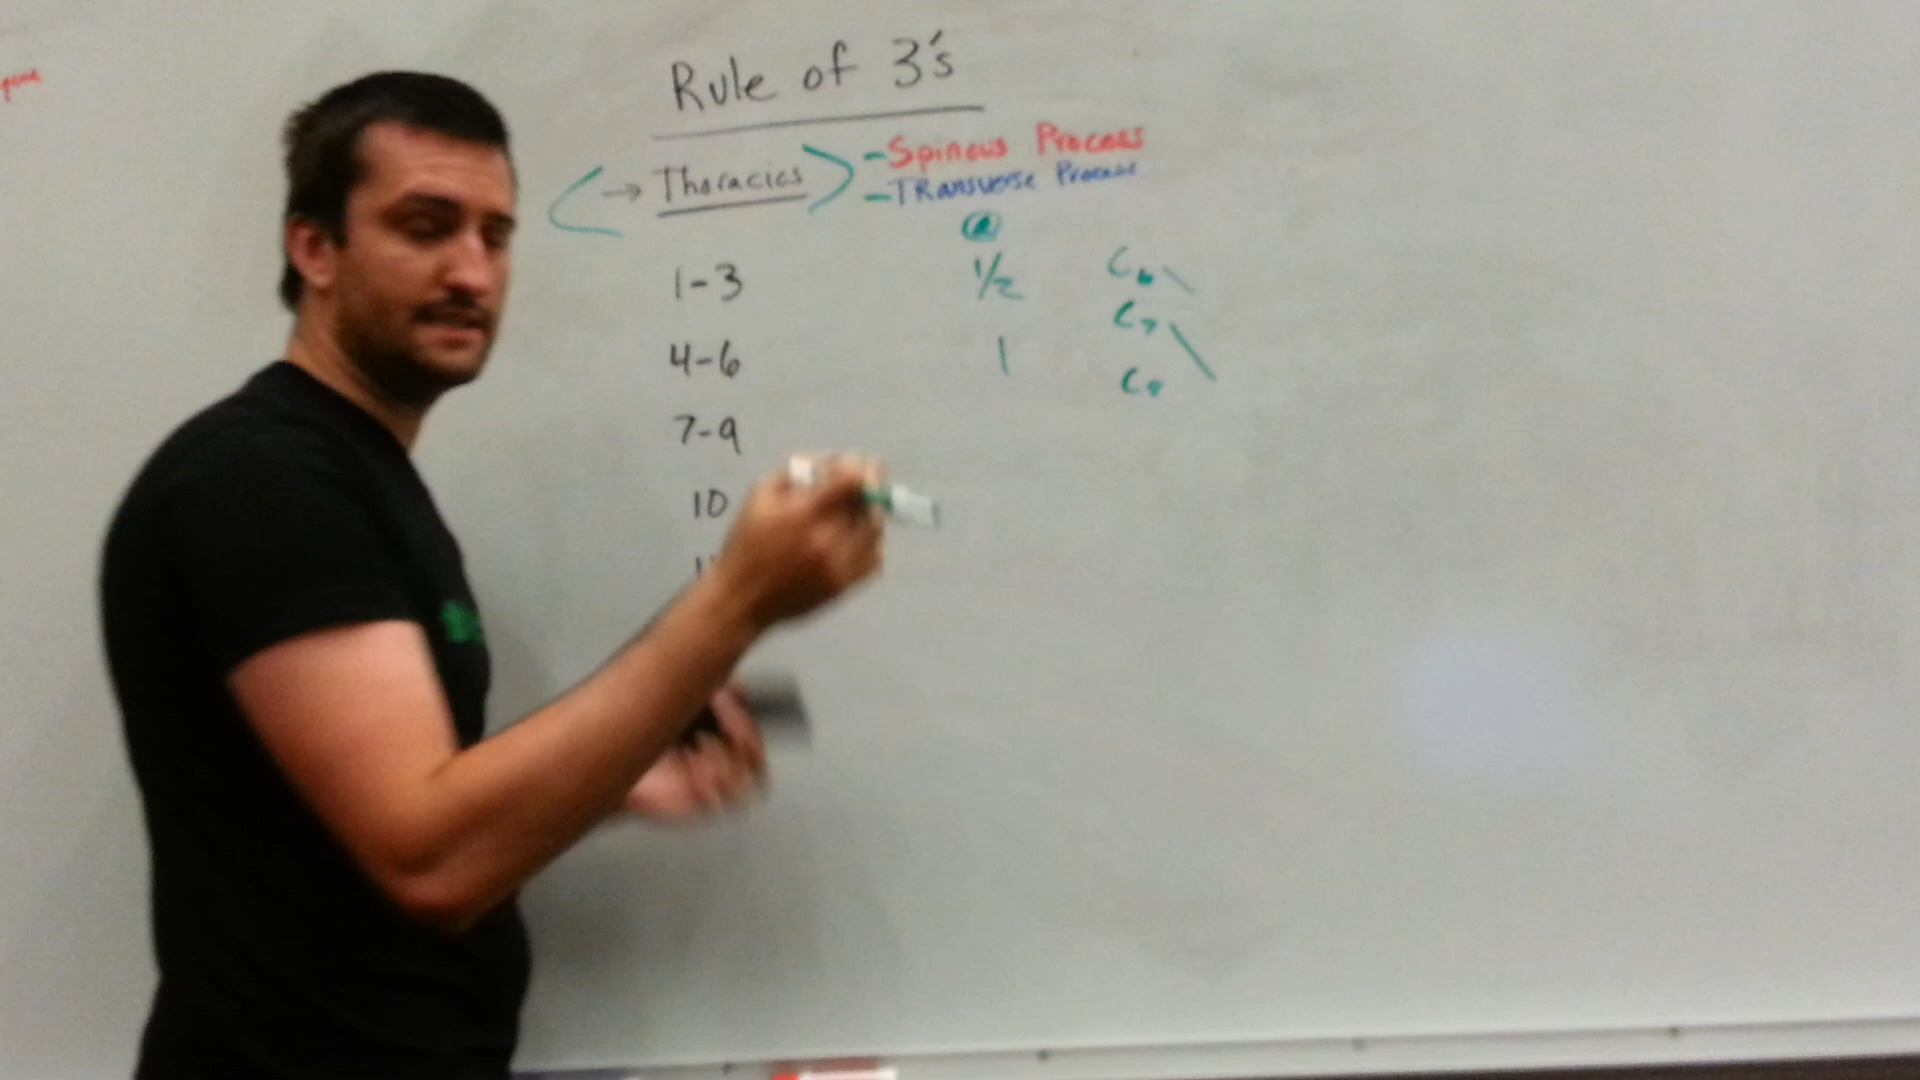 Rule of 3's
→ Thoracics
-Spinous Process
-TRansverse Process
@
1-3 1/2 C6
C7
4-6 1
C8
7-9
10